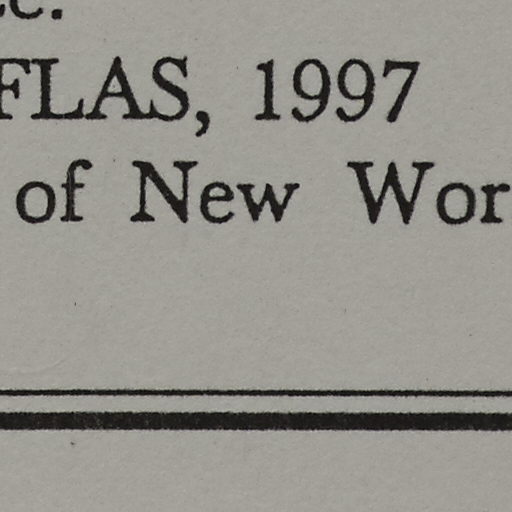 FLAS, 1997
of New Wor